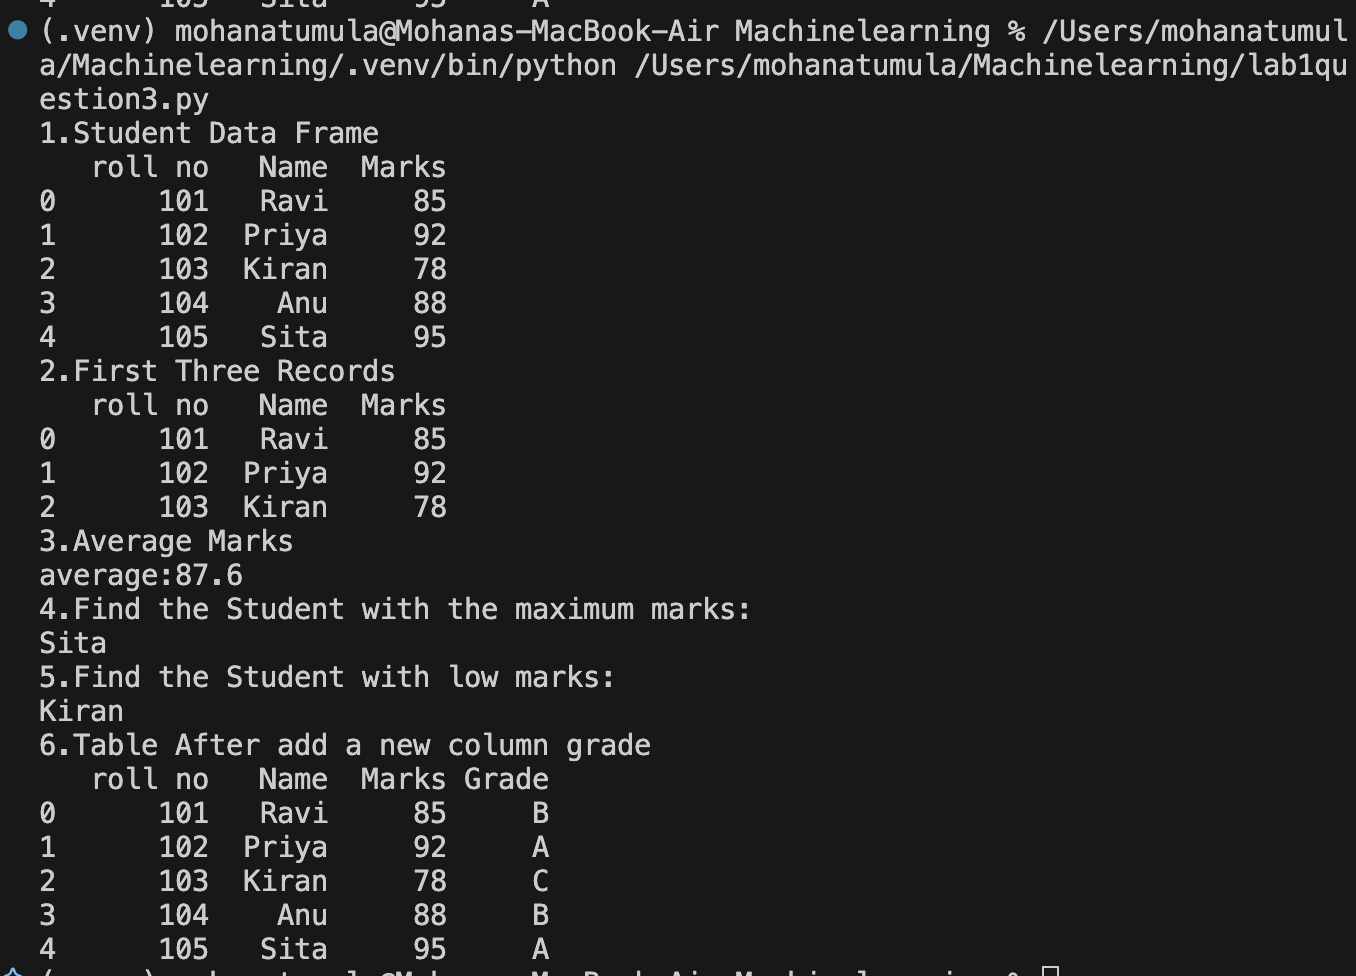 (.venv) mohanatumula@Mohanas-MacBook-Air Machinelearning % /Users/mohanatumul
a/Machinelearning/.venv/bin/python /Users/mohanatumula/Machinelearning/lab1qu
estion3.py
1.Student Data Frame
   roll no   Name  Marks
0      101   Ravi     85
1      102  Priya     92
2      103  Kiran     78
3      104    Anu     88
4      105   Sita     95
2.First Three Records
   roll no   Name  Marks
0      101   Ravi     85
1      102  Priya     92
2      103  Kiran     78
3.Average Marks
average:87.6
4.Find the Student with the maximum marks:
Sita
5.Find the Student with low marks:
Kiran
6.Table After add a new column grade
   roll no   Name  Marks Grade
0      101   Ravi     85     B
1      102  Priya     92     A
2      103  Kiran     78     C
3      104    Anu     88     B
4      105   Sita     95     A